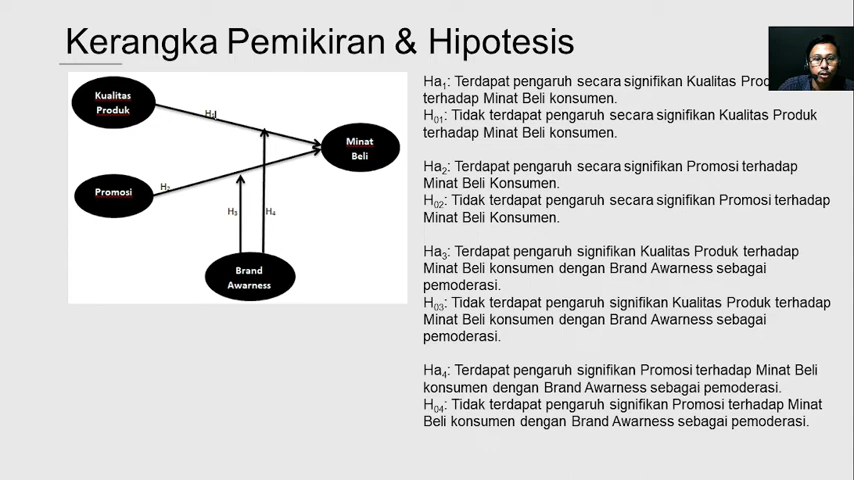 Kerangka Pemikiran & Hipotesis
Kualitas
Produk
H1
Minat
Beli
Promosi
H2
H3
H4
Brand
Awarness
Ha1: Terdapat pengaruh secara signifikan Kualitas
terhadap Minat Beli konsumen.
H01: Tidak terdapat pengaruh secara signifikan Kualitas Produk
terhadap Minat Beli konsumen.
Ha2: Terdapat pengaruh secara signifikan Promosi terhadap
Minat Beli Konsumen.
H02: Tidak terdapat pengaruh secara signifikan Promosi terhadap
Minat Beli Konsumen.
Ha3: Terdapat pengaruh signifikan Kualitas Produk terhadap
Minat Beli konsumen dengan Brand Awarness sebagai
pemoderasi.
H03: Tidak terdapat pengaruh signifikan Kualitas Produk terhadap
Minat Beli konsumen dengan Brand Awarness sebagai
pemoderasi.
Ha4: Terdapat pengaruh signifikan Promosi terhadap Minat Beli
konsumen dengan Brand Awarness sebagai pemoderasi.
H04: Tidak terdapat pengaruh signifikan Promosi terhadap Minat
Beli konsumen dengan Brand Awarness sebagai pemoderasi.